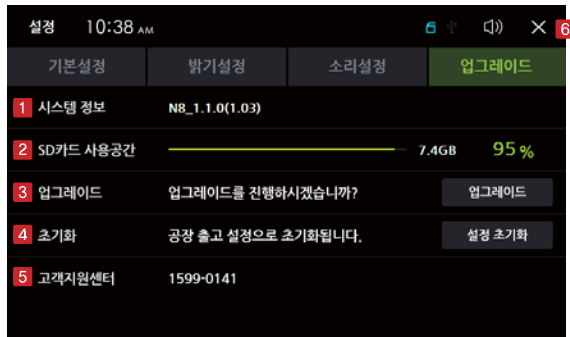 설정 10:38 AM 6
기본설정 밝기설정 소리설정 업그레이드
1 시스템 정보 N8_1.1.0(1.03)
2 SD카드 사용공간 7.4GB 95 %
3 업그레이드 업그레이드를 진행하시겠습니까? 업그레이드
4 초기화 공장 출고 설정으로 초기화됩니다. 설정 초기화
5 고객지원센터 1599-0141